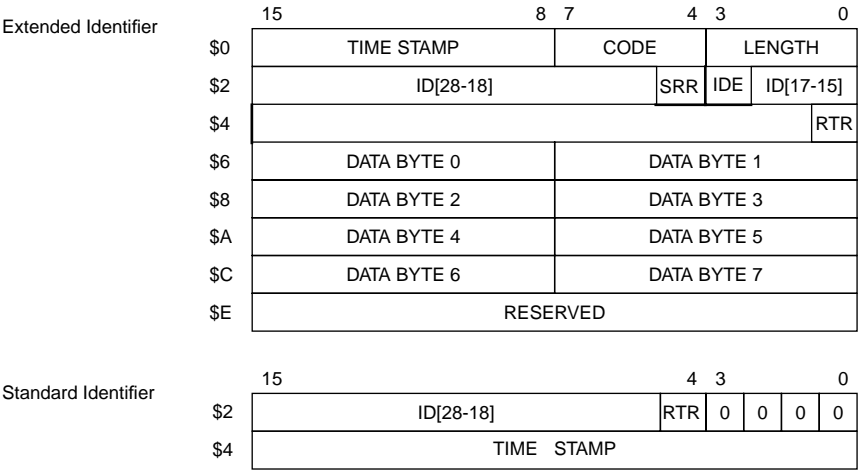 15 8 7 4 3 0
Extended Identifier
$0 TIME STAMP CODE LENGTH
$2 ID[28-18] SRR IDE ID[17-15]
$4 RTR
$6 DATA BYTE 0 DATA BYTE 1
$8 DATA BYTE 2 DATA BYTE 3
$A DATA BYTE 4 DATA BYTE 5
$C DATA BYTE 6 DATA BYTE 7
$E RESERVED
15 4 3 0
Standard Identifier
$2 ID[28-18] RTR 0 0 0 0
$4 TIME STAMP